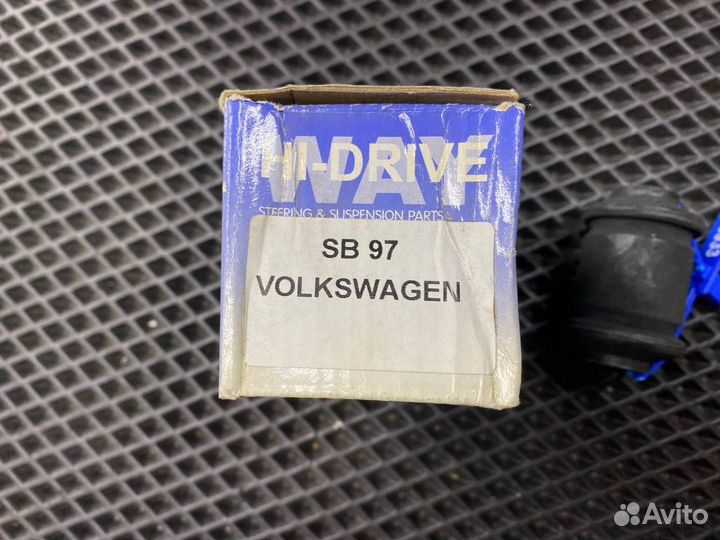 WAY
HI-DRIVE
STEERING & SUSPENSION PARTS
SB 97
VOLKSWAGEN
Avito